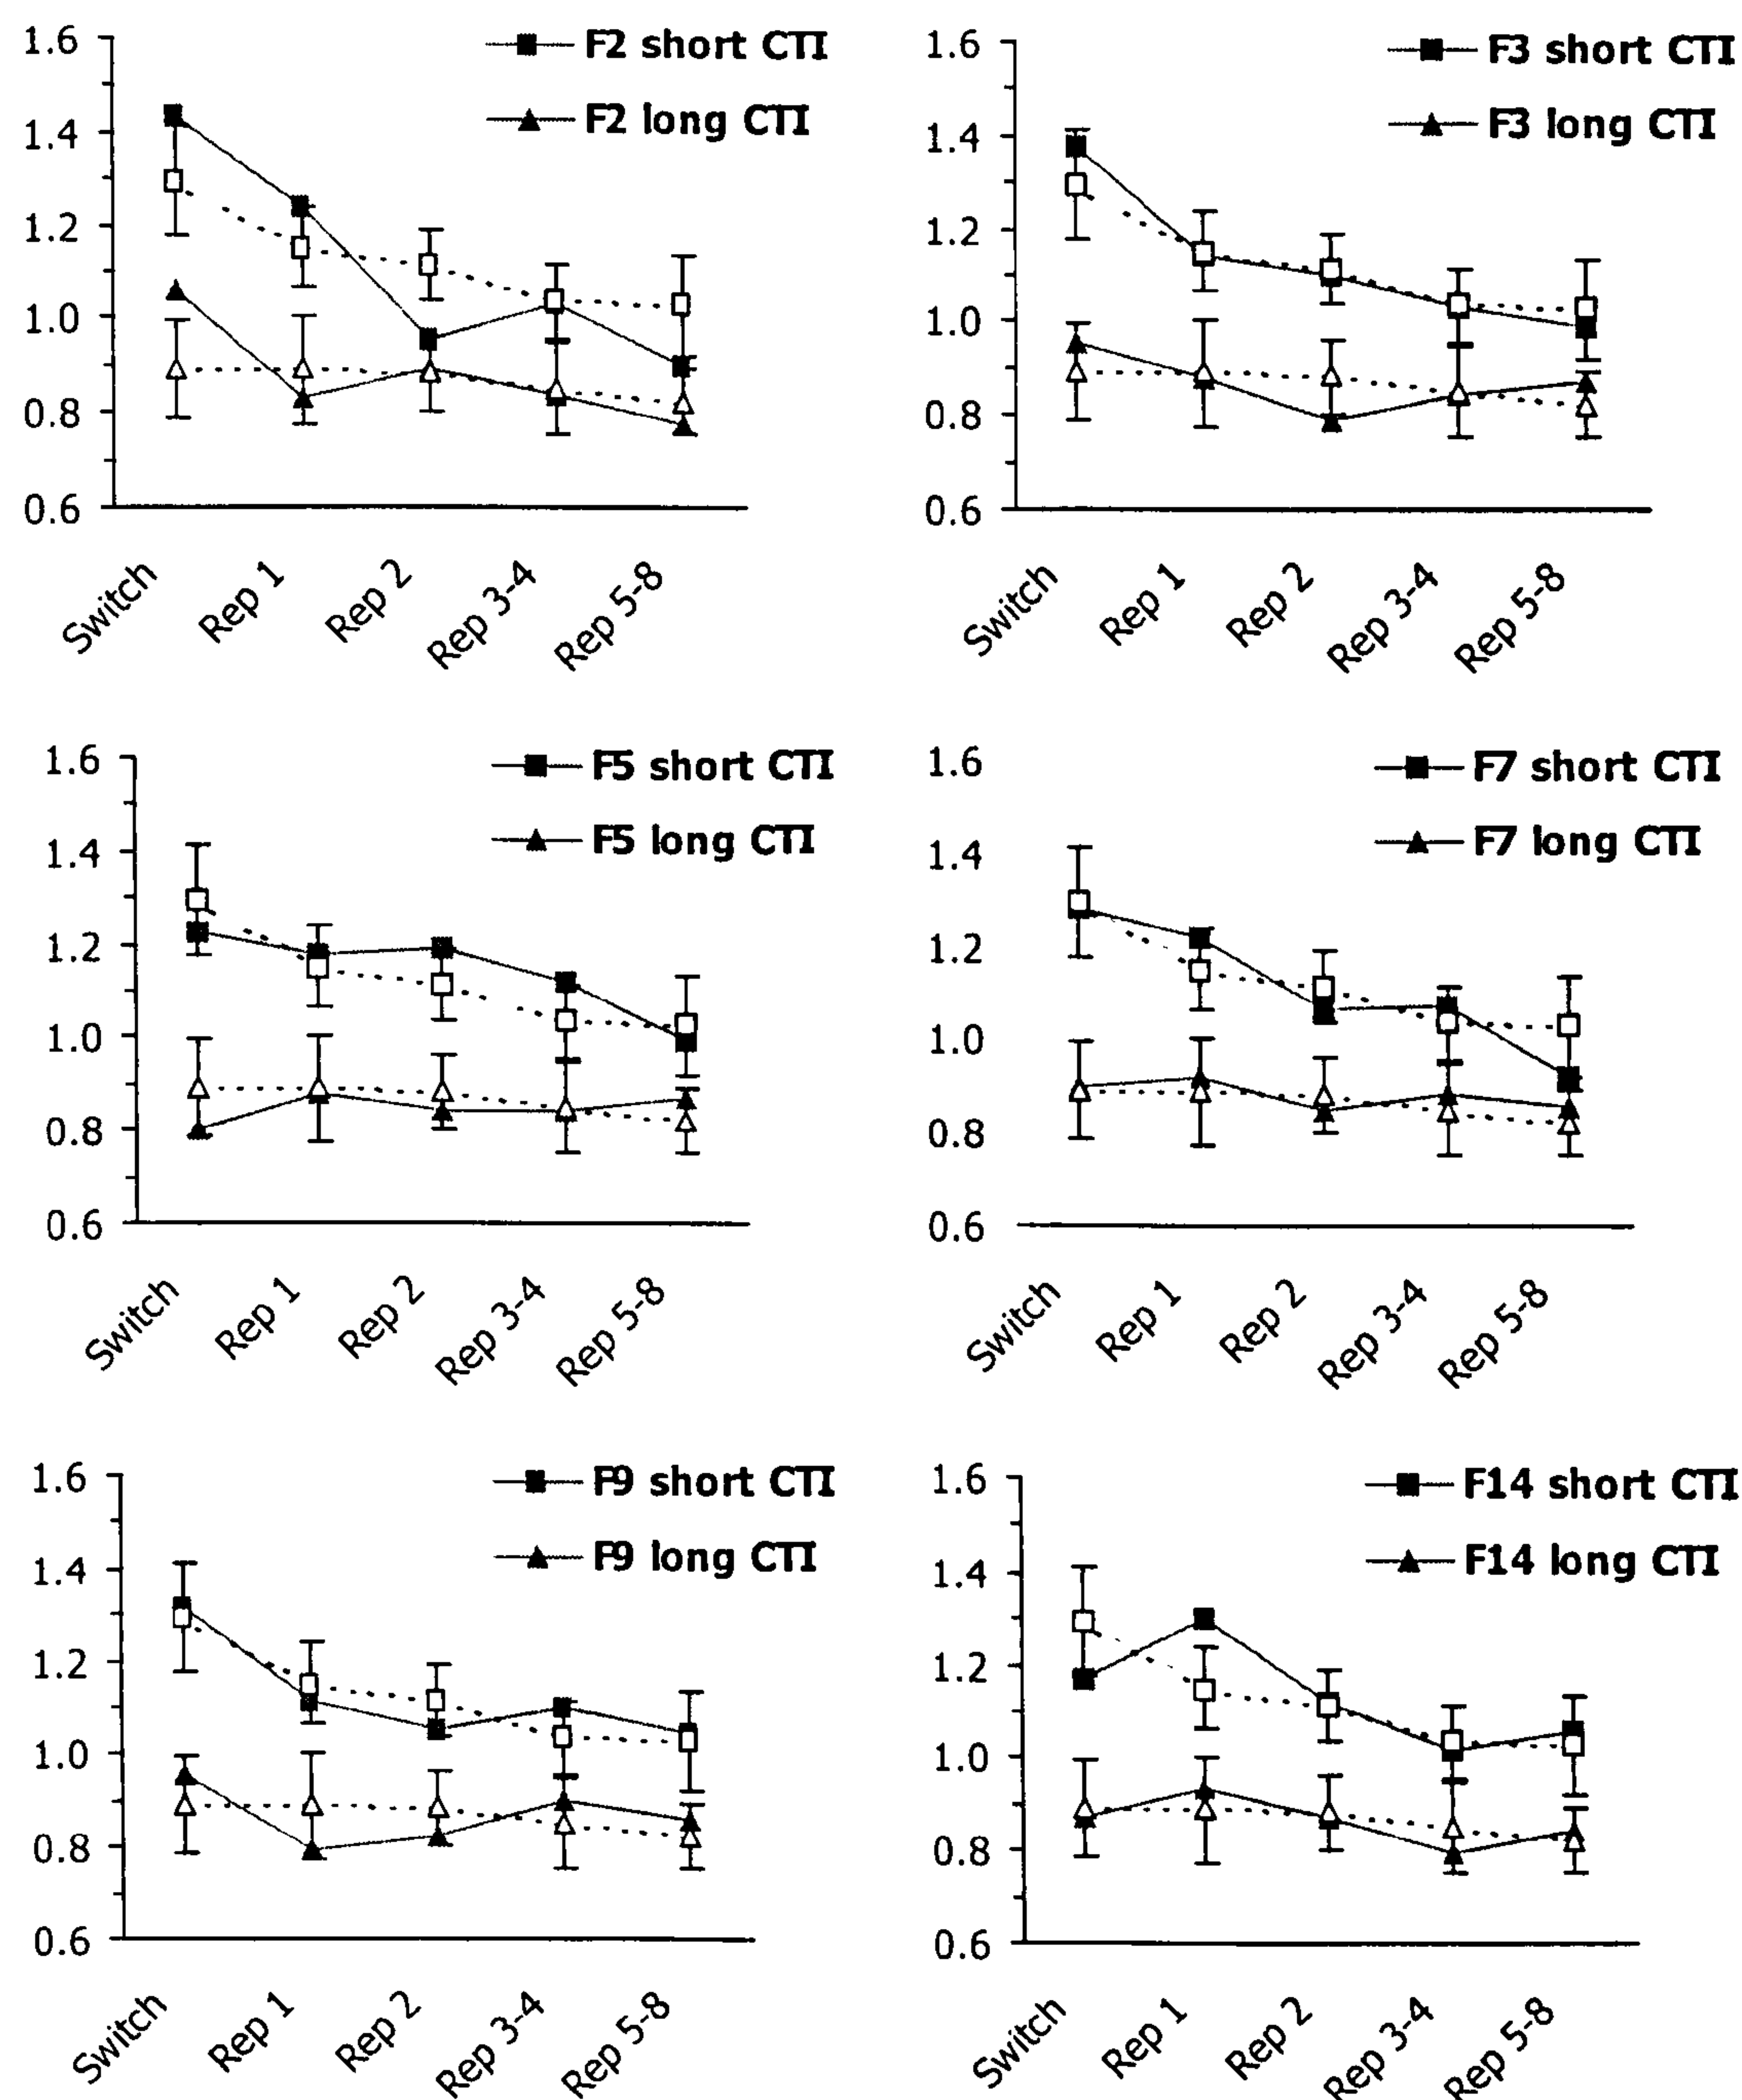 1.6
1.4
1.2
1.0
0.8
0.6
F2 short CTI
F2 long CTI
Switch
Rep 1
Rep 2
Rep 3-4
Rep 5-8
1.6
1.4
1.2
1.0
0.8
0.6
F3 short CTI
F3 long CTI
Switch
Rep 1
Rep 2
Rep 3-4
Rep 5-8
1.6
1.4
1.2
1.0
0.8
0.6
F5 short CTI
F5 long CTI
Switch
Rep 1
Rep 2
Rep 3-4
Rep 5-8
1.6
1.4
1.2
1.0
0.8
0.6
F7 short CTI
F7 long CTI
Switch
Rep 1
Rep 2
Rep 3-4
Rep 5-8
1.6
1.4
1.2
1.0
0.8
0.6
F9 short CTI
F9 long CTI
Switch
Rep 1
Rep 2
Rep 3-4
Rep 5-8
1.6
1.4
1.2
1.0
0.8
0.6
F14 short CTI
F14 long CTI
Switch
Rep 1
Rep 2
Rep 3-4
Rep 5-8